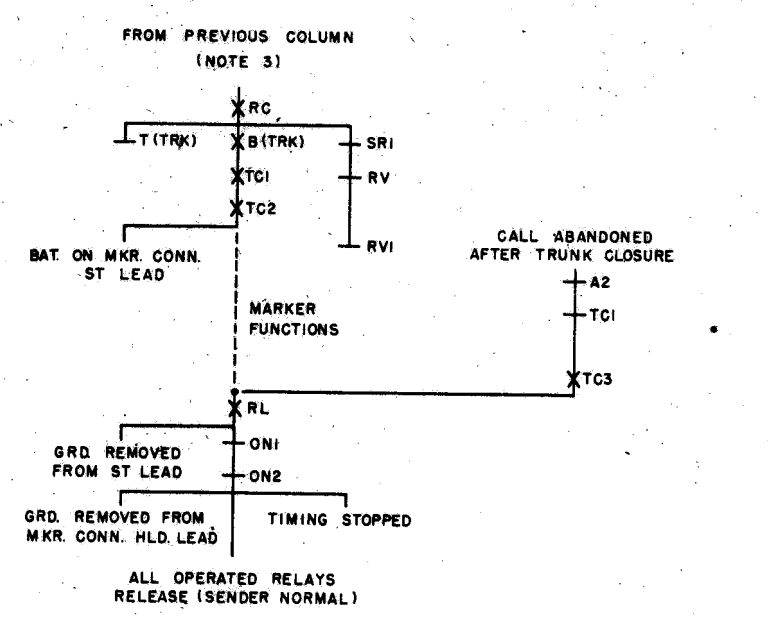 FROM PREVIOUS COLUMN
(NOTE 3)
RC
T(TRK)
B(TRK)
SR1
TC1
RV
TC2
RV1
BAT. ON MKR. CONN.
ST LEAD
CALL ABANDONED
AFTER TRUNK CLOSURE
A2
TC1
MARKER
FUNCTIONS
TC3
RL
GRD. REMOVED
FROM ST LEAD
ON1
ON2
GRD. REMOVED FROM
MKR. CONN. HLD. LEAD
TIMING STOPPED
ALL OPERATED RELAYS
RELEASE (SENDER NORMAL)